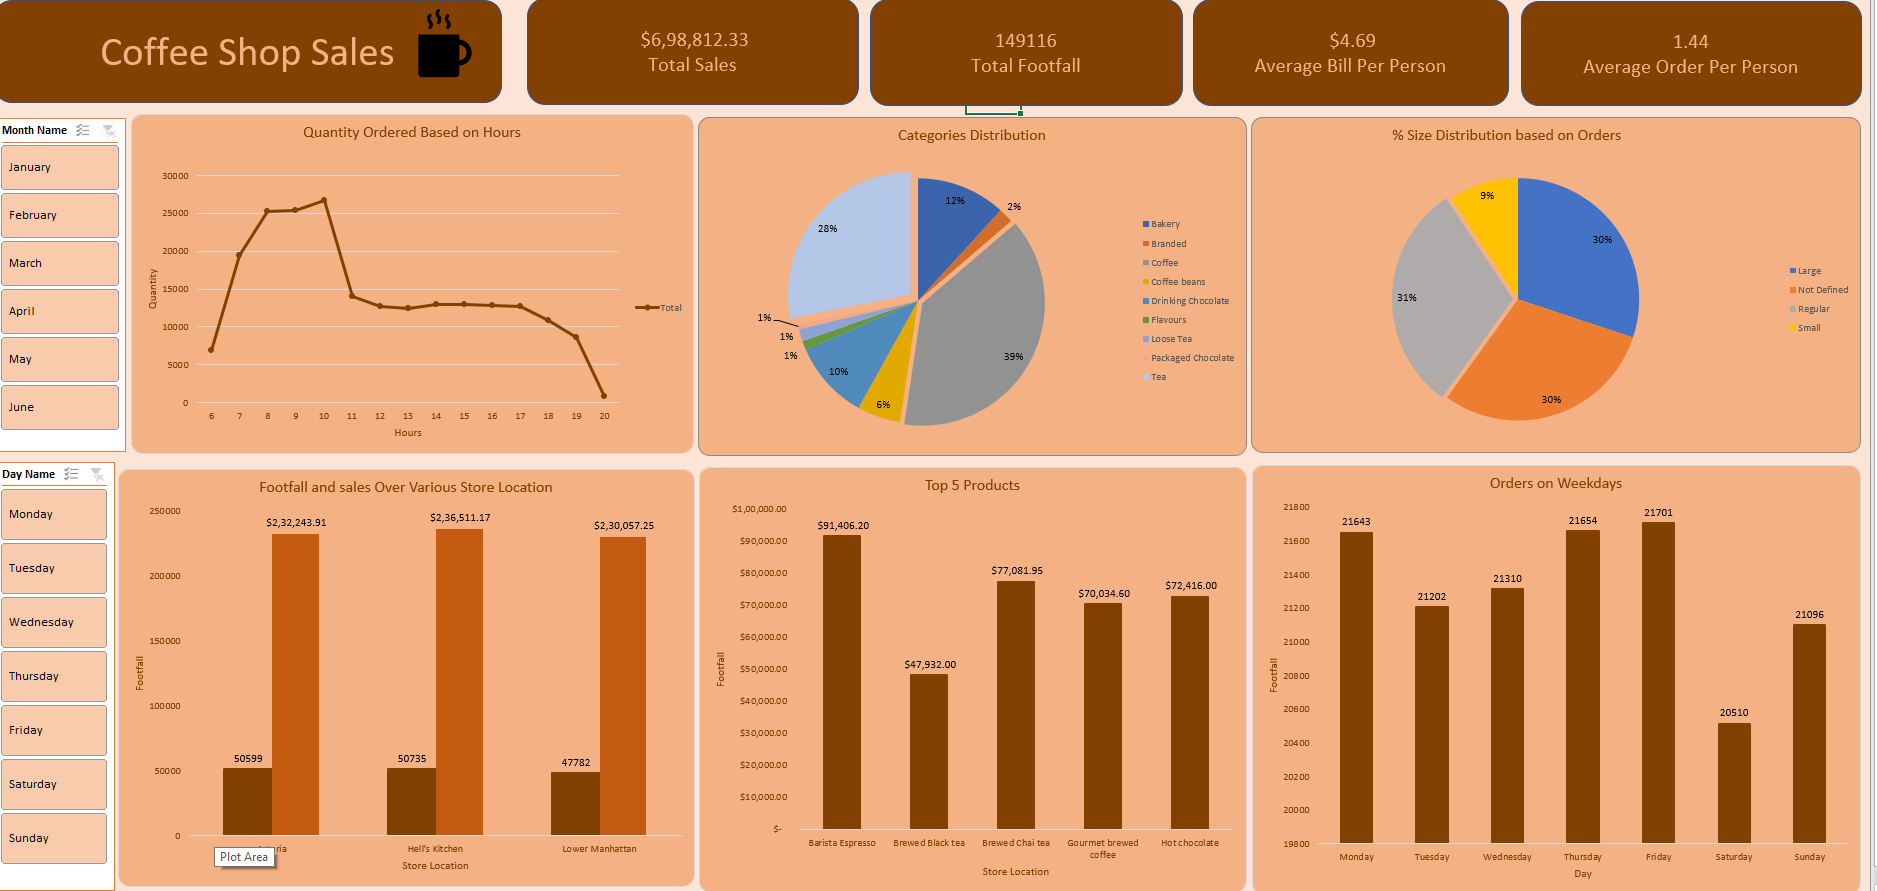 Coffee Shop Sales
$6,98,812.33
Total Sales
149116
Total Footfall
$4.69
Average Bill Per Person
1.44
Average Order Per Person
Month Name
January
February
March
April
May
June
Quantity Ordered Based on Hours
30000
25000
20000
15000
10000
5000
0
Quantity
6 7 8 9 10 11 12 13 14 15 16 17 18 19 20
Hours
Total
Categories Distribution
12%
2%
28%
39%
1%
1%
1%
10%
6%
Bakery
Branded
Coffee
Coffee beans
Drinking Chocolate
Flavours
Loose Tea
Packaged Chocolate
Tea
% Size Distribution based on Orders
9%
30%
31%
30%
Large
Not Defined
Regular
Small
Day Name
Monday
Tuesday
Wednesday
Thursday
Friday
Saturday
Sunday
Footfall and sales Over Various Store Location
250000
200000
150000
100000
50000
0
Footfall
$2,32,243.91
$2,36,511.17
$2,30,057.25
50599
50735
47782
Hell's Kitchen
Lower Manhattan
Store Location
Plot Area
Top 5 Products
$1,00,000.00
$90,000.00
$80,000.00
$70,000.00
$60,000.00
$50,000.00
$40,000.00
$30,000.00
$20,000.00
$10,000.00
$-
Footfall
$91,406.20
$47,932.00
$77,081.95
$70,034.60
$72,416.00
Barista Espresso
Brewed Black tea
Brewed Chai tea
Gourmet brewed
coffee
Hot chocolate
Store Location
Orders on Weekdays
21800
21600
21400
21200
21000
20800
20600
20400
20200
20000
19800
Footfall
21643
21202
21310
21654
21701
20510
21096
Monday
Tuesday
Wednesday
Thursday
Friday
Saturday
Sunday
Day